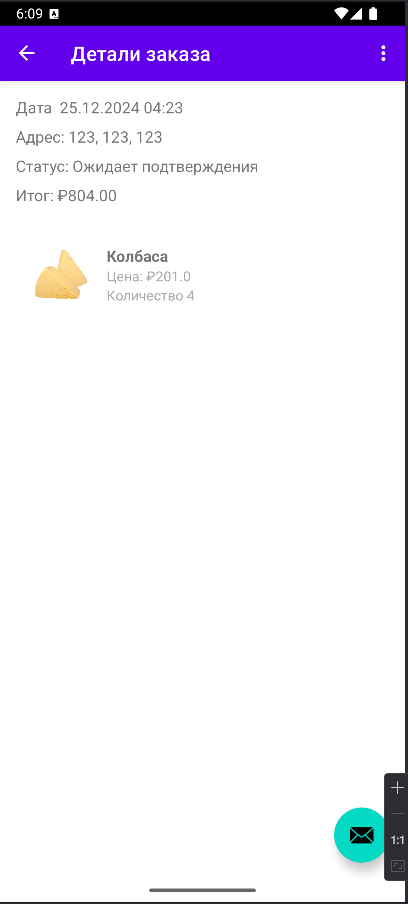 6:09 A
Детали заказа
Дата 25.12.2024 04:23
Адрес: 123, 123, 123
Статус: Ожидает подтверждения
Итог: ₽804.00
Колбаса
Цена: ₽201.0
Количество 4
1:1